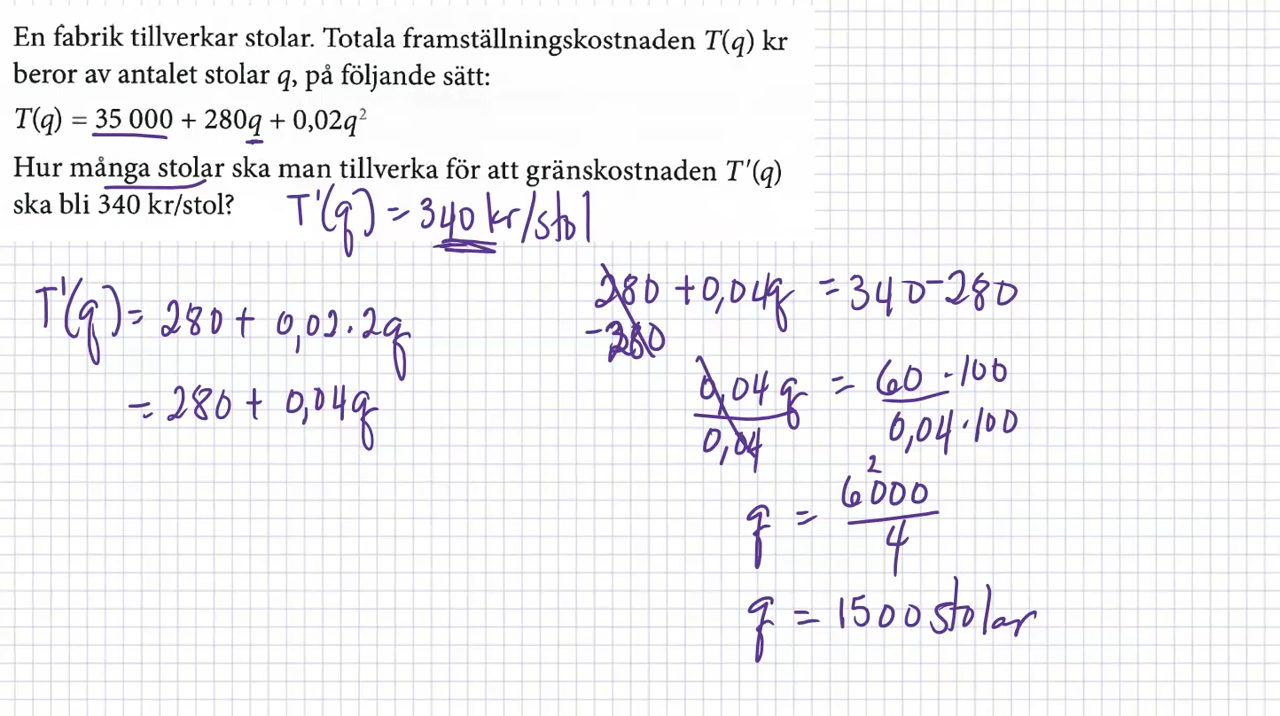 En fabrik tillverkar stolar. Totala framställningskostnaden T(q) kr
beror av antalet stolar q, på följande sätt:
T(q) = 35 000 + 280q + 0,02q²
Hur många stolar ska man tillverka för att gränskostnaden T'(q)
ska bli 340 kr/stol?
T'(q) = 340 kr/stol
T'(q) = 280 + 0,02·2q
= 280 + 0,04q
280 + 0,04q = 340-280
-280
0,04q = 60 ·100
0,04 0,04·100
2
q = 6000
4
q = 1500 stolar